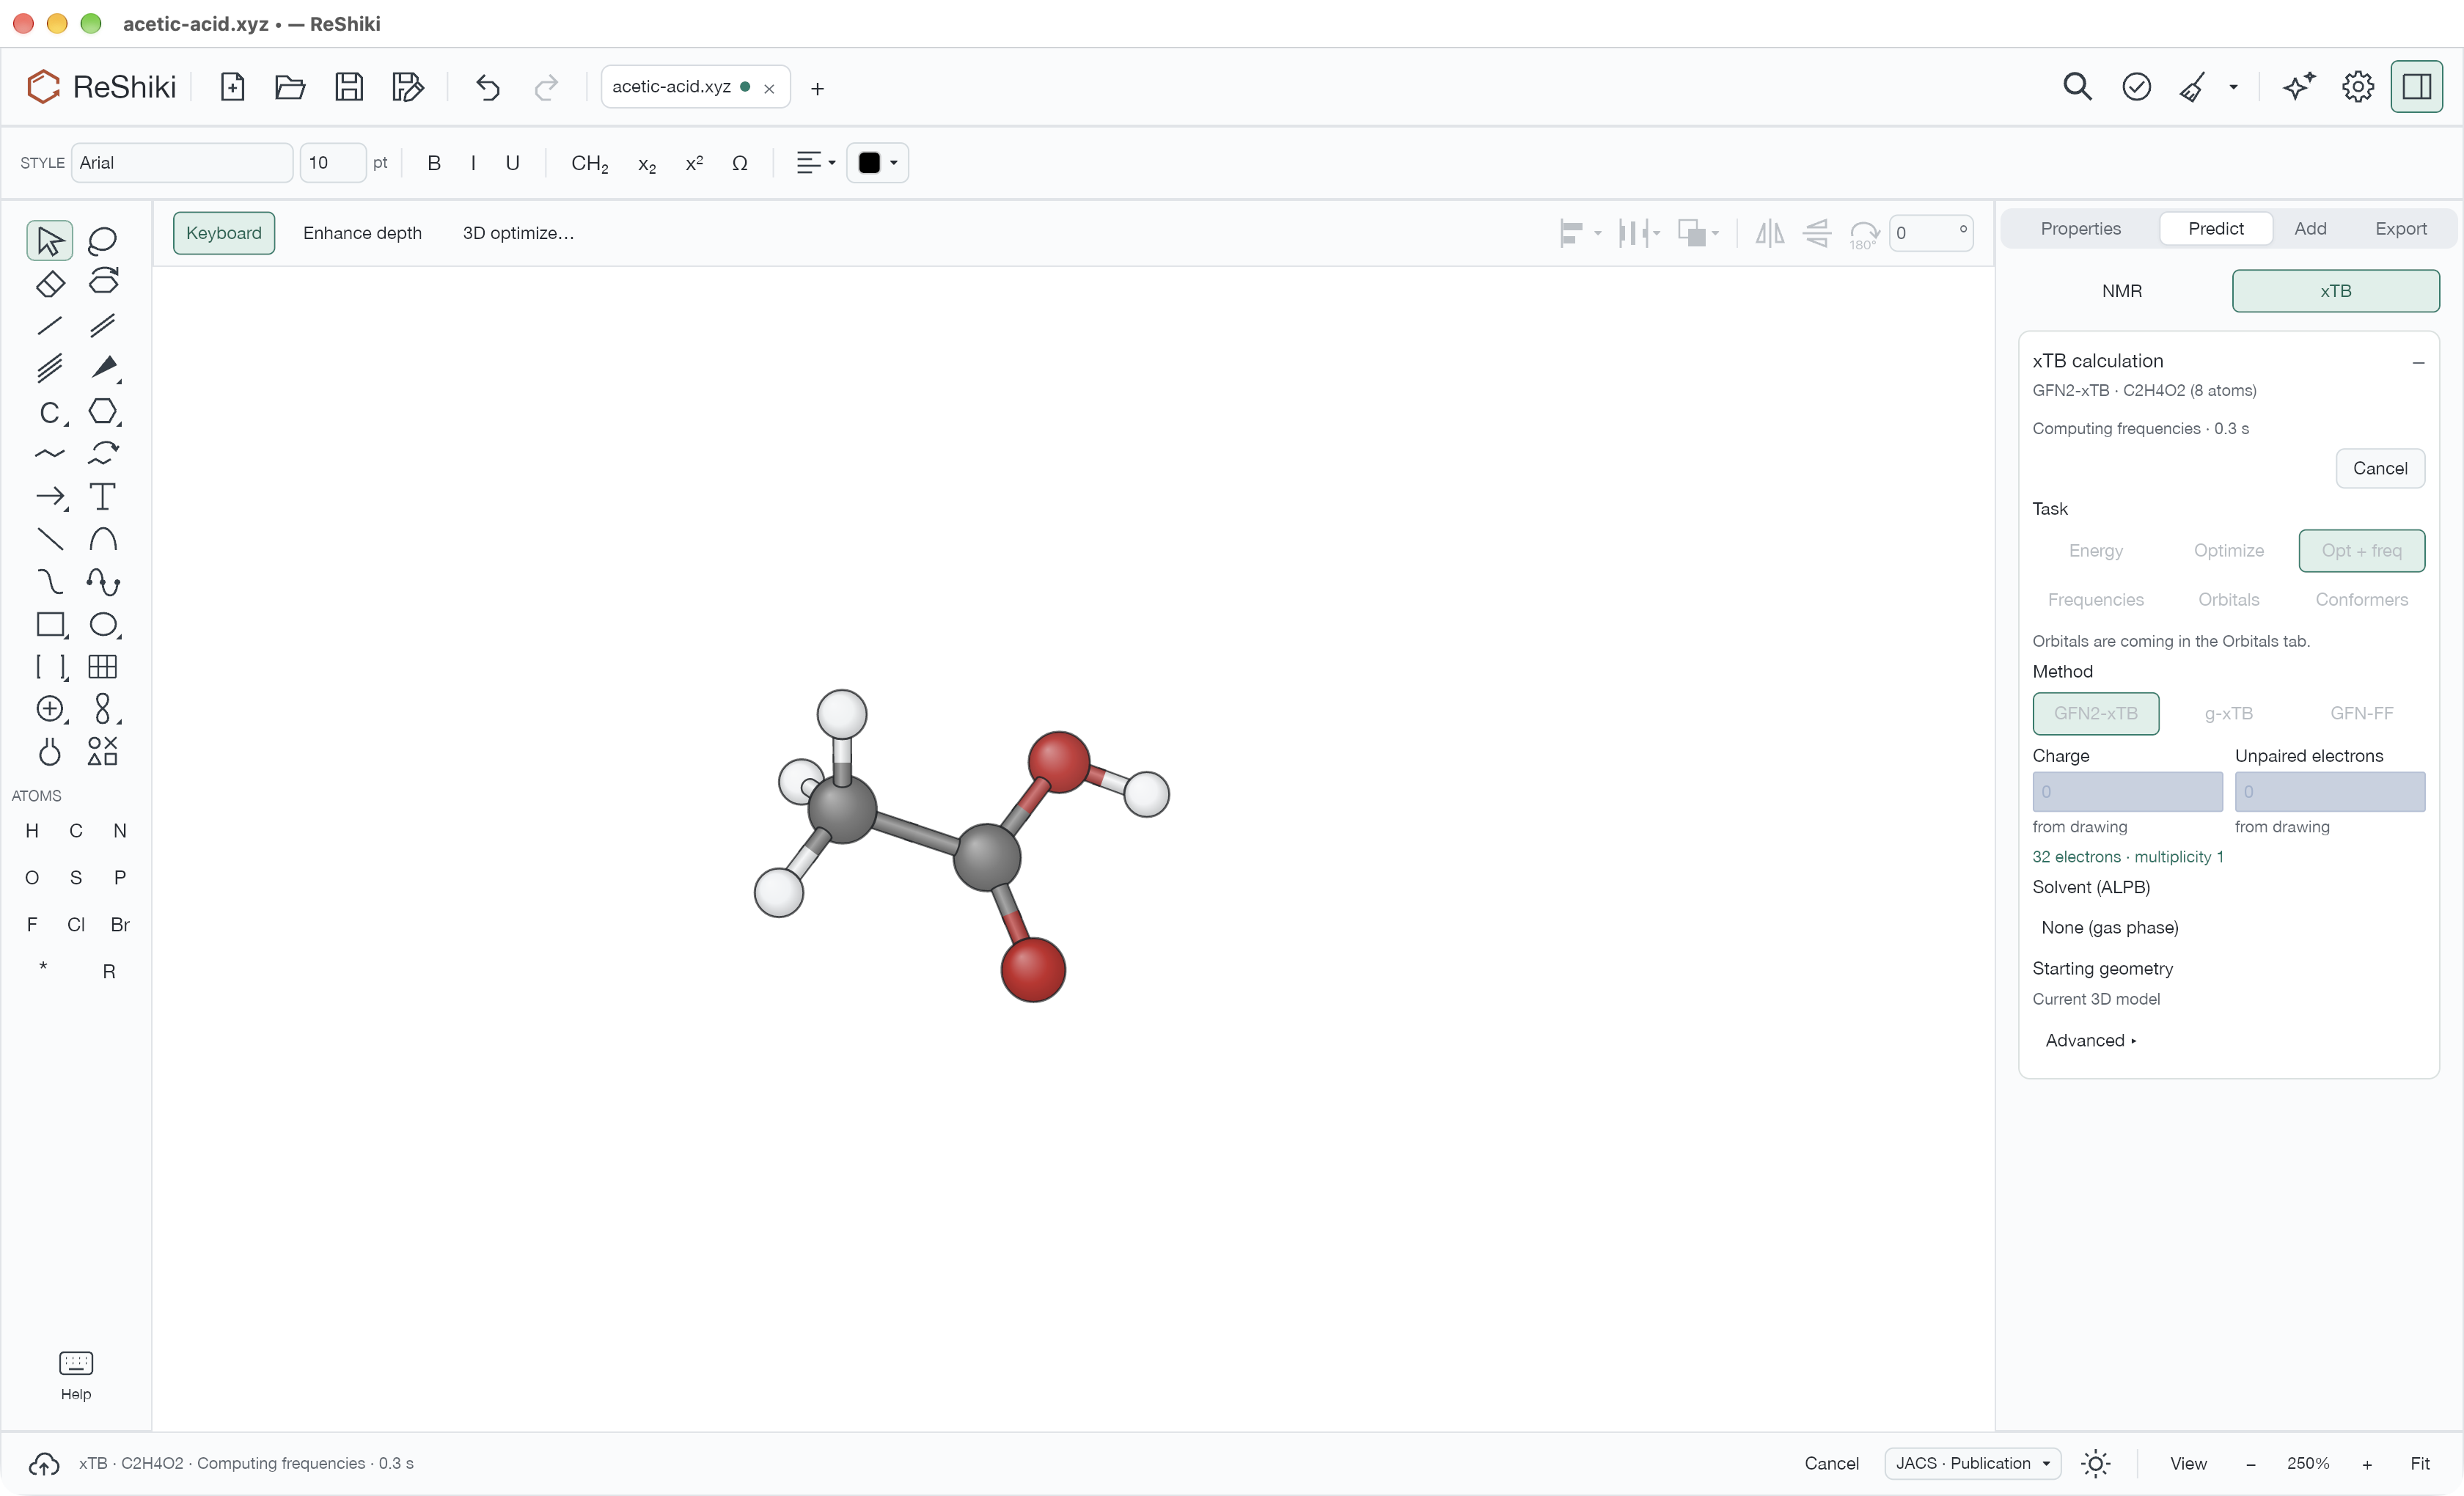 acetic-acid.xyz • — ReShiki
ReShiki
acetic-acid.xyz
STYLE Arial 10 pt B I U CH₂ x₂ x² Ω
Keyboard Enhance depth 3D optimize...
180° 0 °
Properties Predict Add Export
NMR xTB
xTB calculation
GFN2-xTB · C2H4O2 (8 atoms)
Computing frequencies · 0.3 s
Cancel
Task
Energy Optimize Opt + freq
Frequencies Orbitals Conformers
Orbitals are coming in the Orbitals tab.
Method
GFN2-xTB g-xTB GFN-FF
Charge Unpaired electrons
0 0
from drawing from drawing
32 electrons · multiplicity 1
Solvent (ALPB)
None (gas phase)
Starting geometry
Current 3D model
Advanced ▸
C
T
ATOMS
H C N
O S P
F Cl Br
* R
Help
xTB · C2H4O2 · Computing frequencies · 0.3 s
Cancel JACS · Publication View − 250% + Fit